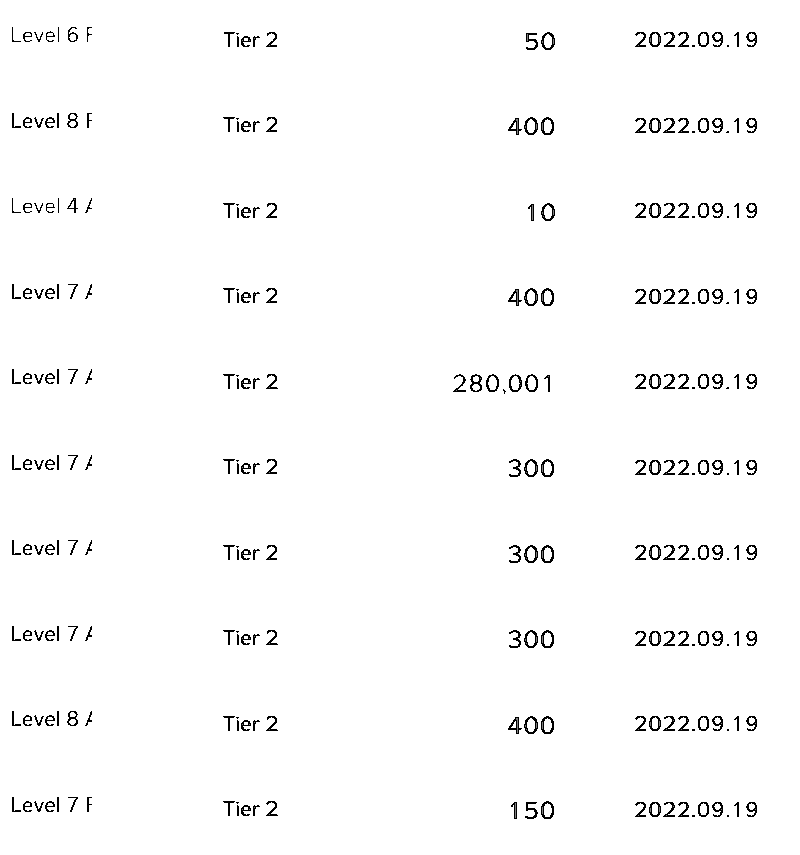 Level 6 Tier 2 50 2022.09.19
Level 8 Tier 2 400 2022.09.19
Level 4 Tier 2 10 2022.09.19
Level 7 Tier 2 400 2022.09.19
Level 7 Tier 2 280,001 2022.09.19
Level 7 Tier 2 300 2022.09.19
Level 7 Tier 2 300 2022.09.19
Level 7 Tier 2 300 2022.09.19
Level 8 Tier 2 400 2022.09.19
Level 7 Tier 2 150 2022.09.19